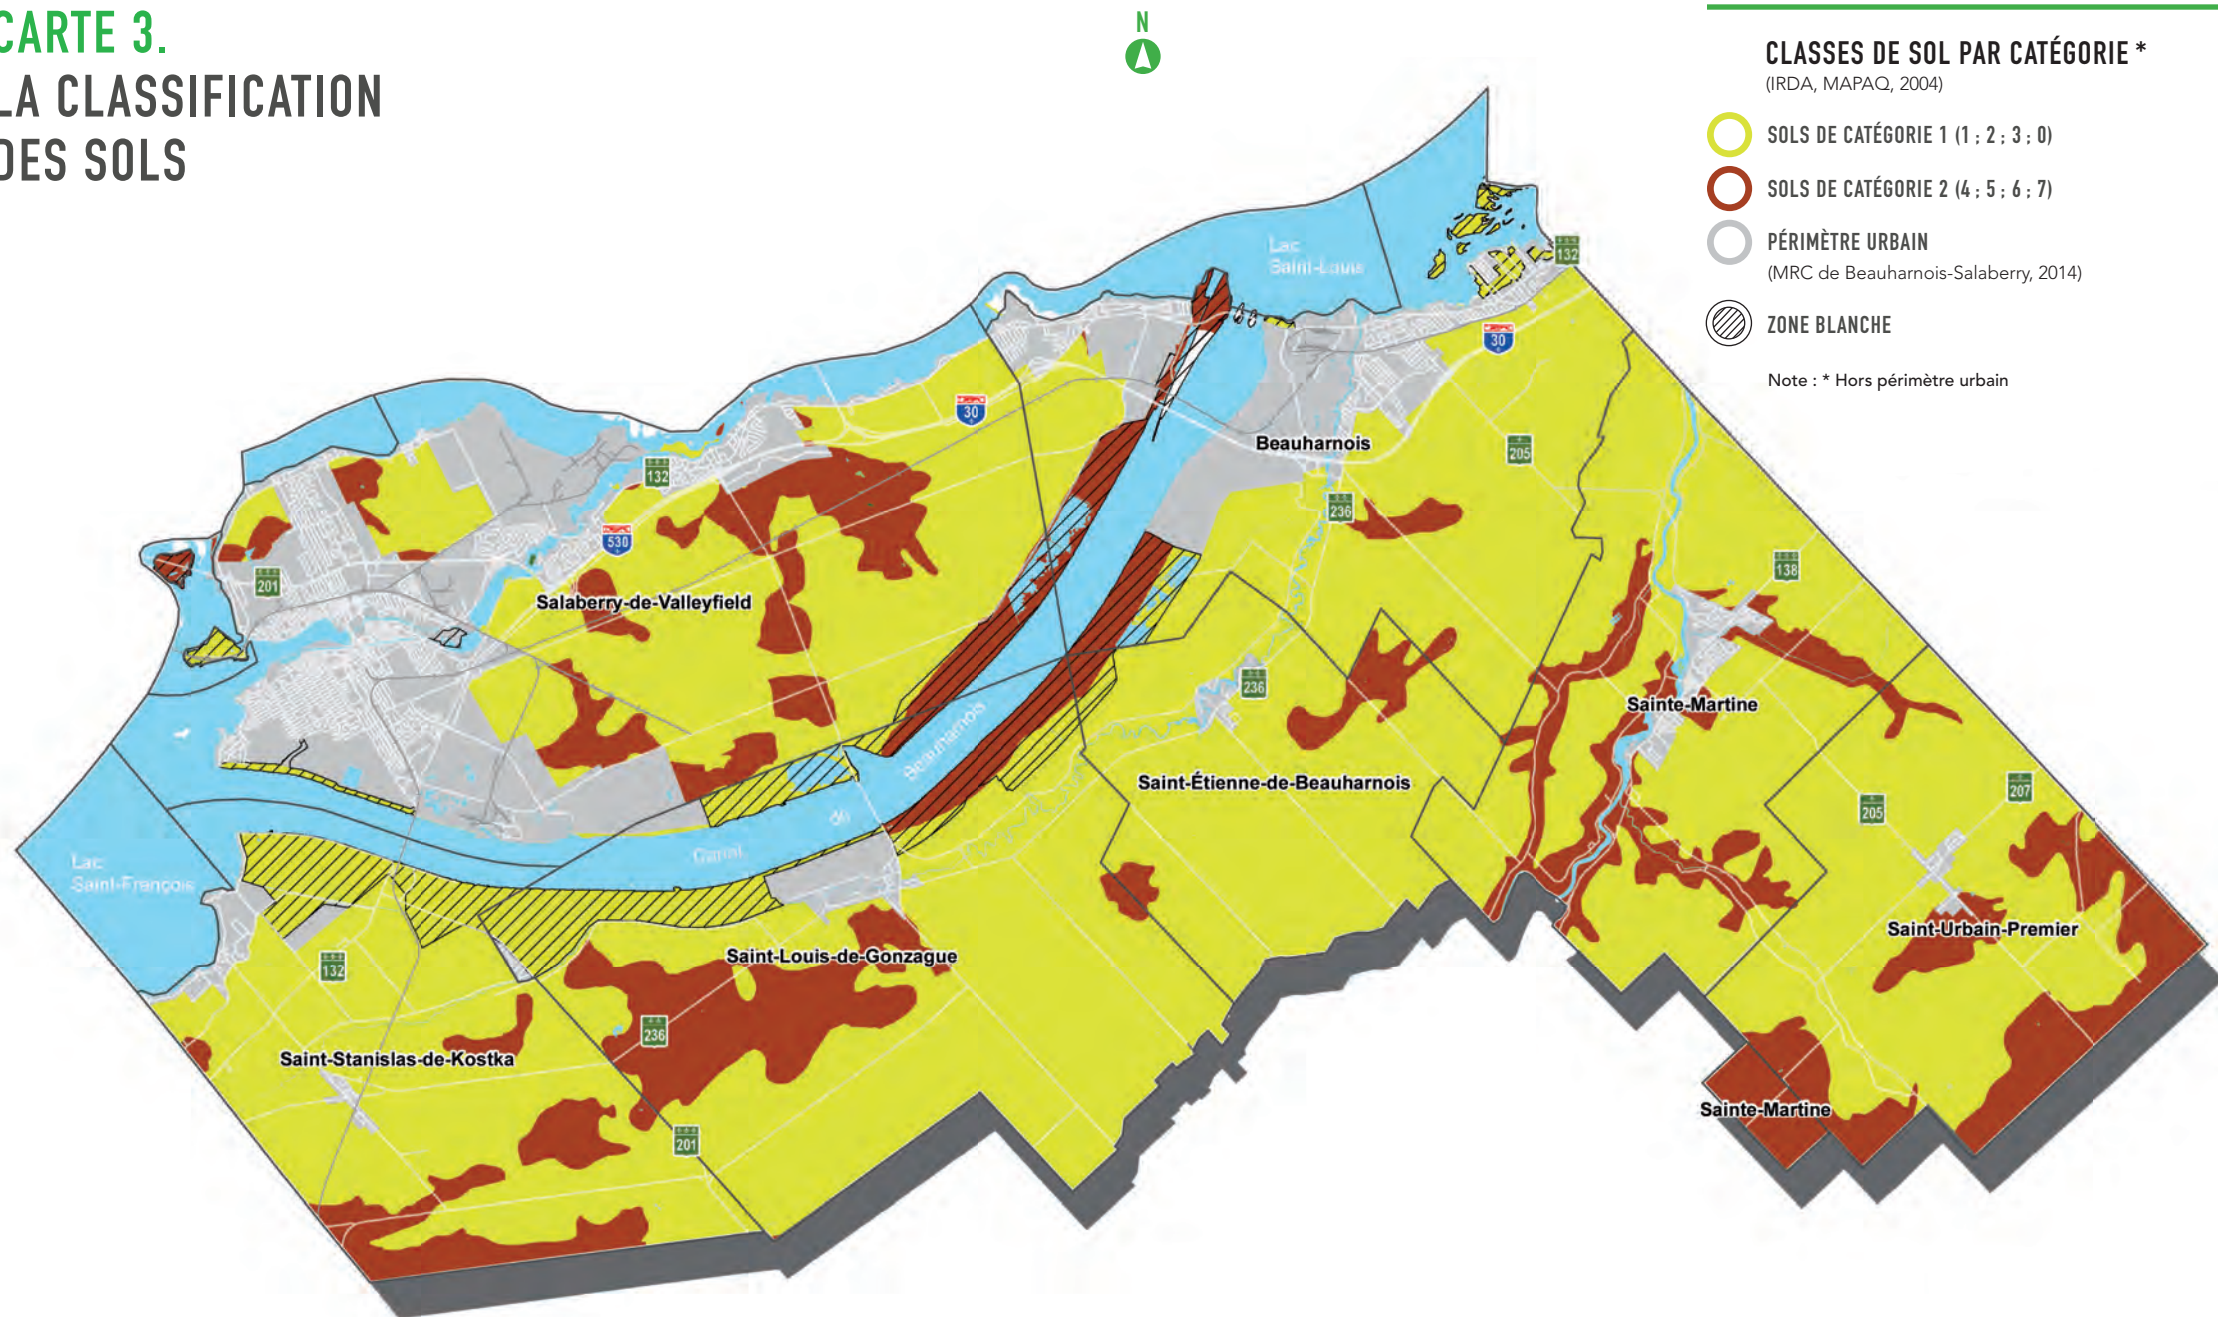 CARTE 3.
LA CLASSIFICATION
DES SOLS
N
CLASSES DE SOL PAR CATÉGORIE *
(IRDA, MAPAQ, 2004)
SOLS DE CATÉGORIE 1 (1 ; 2 ; 3 ; 0)
SOLS DE CATÉGORIE 2 (4 ; 5 ; 6 ; 7)
PÉRIMÈTRE URBAIN
(MRC de Beauharnois-Salaberry, 2014)
ZONE BLANCHE
Note : * Hors périmètre urbain
Lac
Saint-Louis
132
30
30
Beauharnois
205
132
236
530
138
201
Salaberry-de-Valleyfield
236
Sainte-Martine
Canal
de
Beauharnois
Saint-Étienne-de-Beauharnois
207
205
Lac
Saint-François
Saint-Urbain-Premier
Saint-Louis-de-Gonzague
132
236
Saint-Stanislas-de-Kostka
Sainte-Martine
201